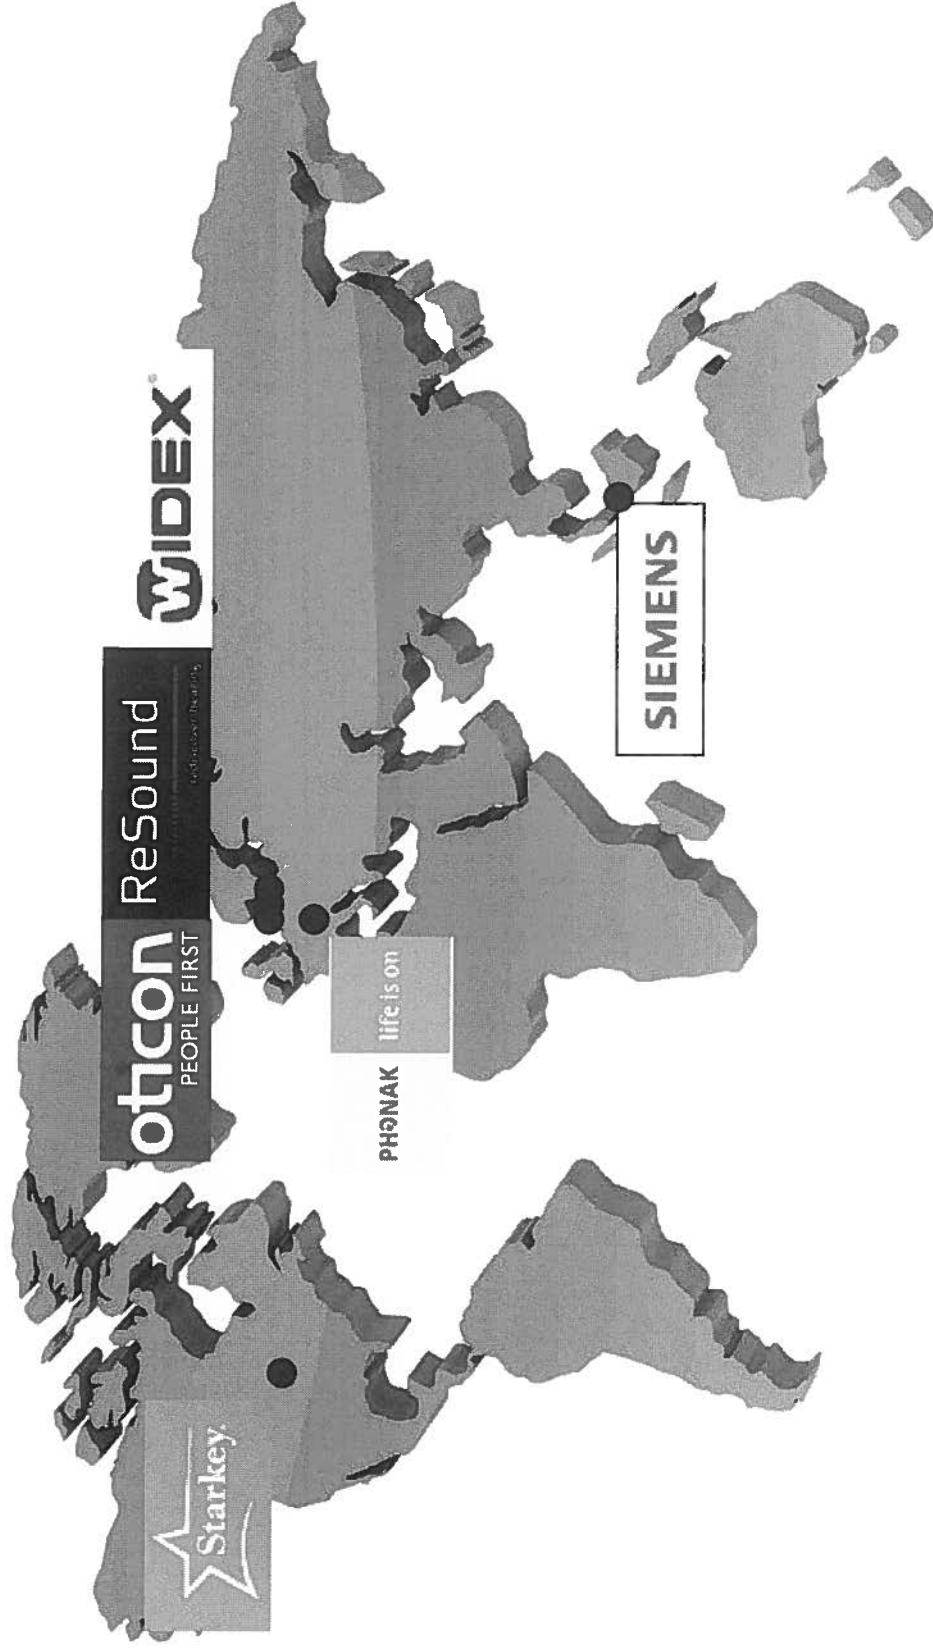 Starkey.
oticon
PEOPLE FIRST
ReSound
WIDEX®
PHONAK
life is on
SIEMENS